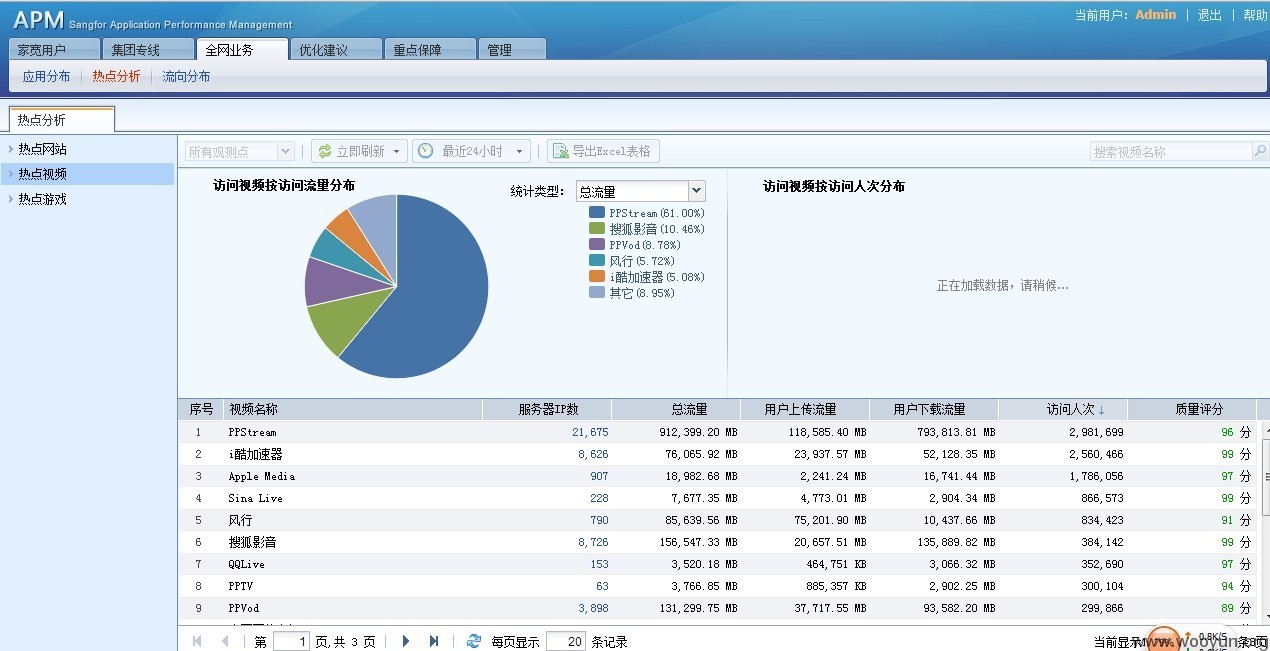 APM Sangfor Application Performance Management
当前用户： Admin | 退出 | 帮助
家宽用户 集团专线 全网业务 优化建议 重点保障 管理
应用分布 热点分析 流向分布
热点分析
热点网站
热点视频
热点游戏
所有观测点 立即刷新 最近24小时 导出Excel表格 搜索视频名称
访问视频按访问流量分布
统计类型： 总流量
PPStream(61.00%)
搜狐影音(10.46%)
PPVod(8.78%)
风行(5.72%)
i酷加速器(5.08%)
其它(8.95%)
访问视频按访问人次分布
正在加载数据，请稍候...
序号 视频名称 服务器IP数 总流量 用户上传流量 用户下载流量 访问人次↓ 质量评分
1 PPStream 21,675 912,399.20 MB 118,585.40 MB 793,813.81 MB 2,981,699 96 分
2 i酷加速器 8,626 76,065.92 MB 23,937.57 MB 52,128.35 MB 2,560,466 99 分
3 Apple Media 907 18,982.68 MB 2,241.24 MB 16,741.44 MB 1,786,056 97 分
4 Sina Live 228 7,677.35 MB 4,773.01 MB 2,904.34 MB 866,573 99 分
5 风行 790 85,639.56 MB 75,201.90 MB 10,437.66 MB 834,423 91 分
6 搜狐影音 8,726 156,547.33 MB 20,657.51 MB 135,889.82 MB 384,142 99 分
7 QQLive 153 3,520.18 MB 464,751 KB 3,066.32 MB 352,690 97 分
8 PPTV 63 3,766.85 MB 885,357 KB 2,902.25 MB 300,104 94 分
9 PPVod 3,898 131,299.75 MB 37,717.55 MB 93,582.20 MB 299,866 89 分
第 1 页,共 3 页 每页显示 20 条记录
当前显示
www.wooyun.org